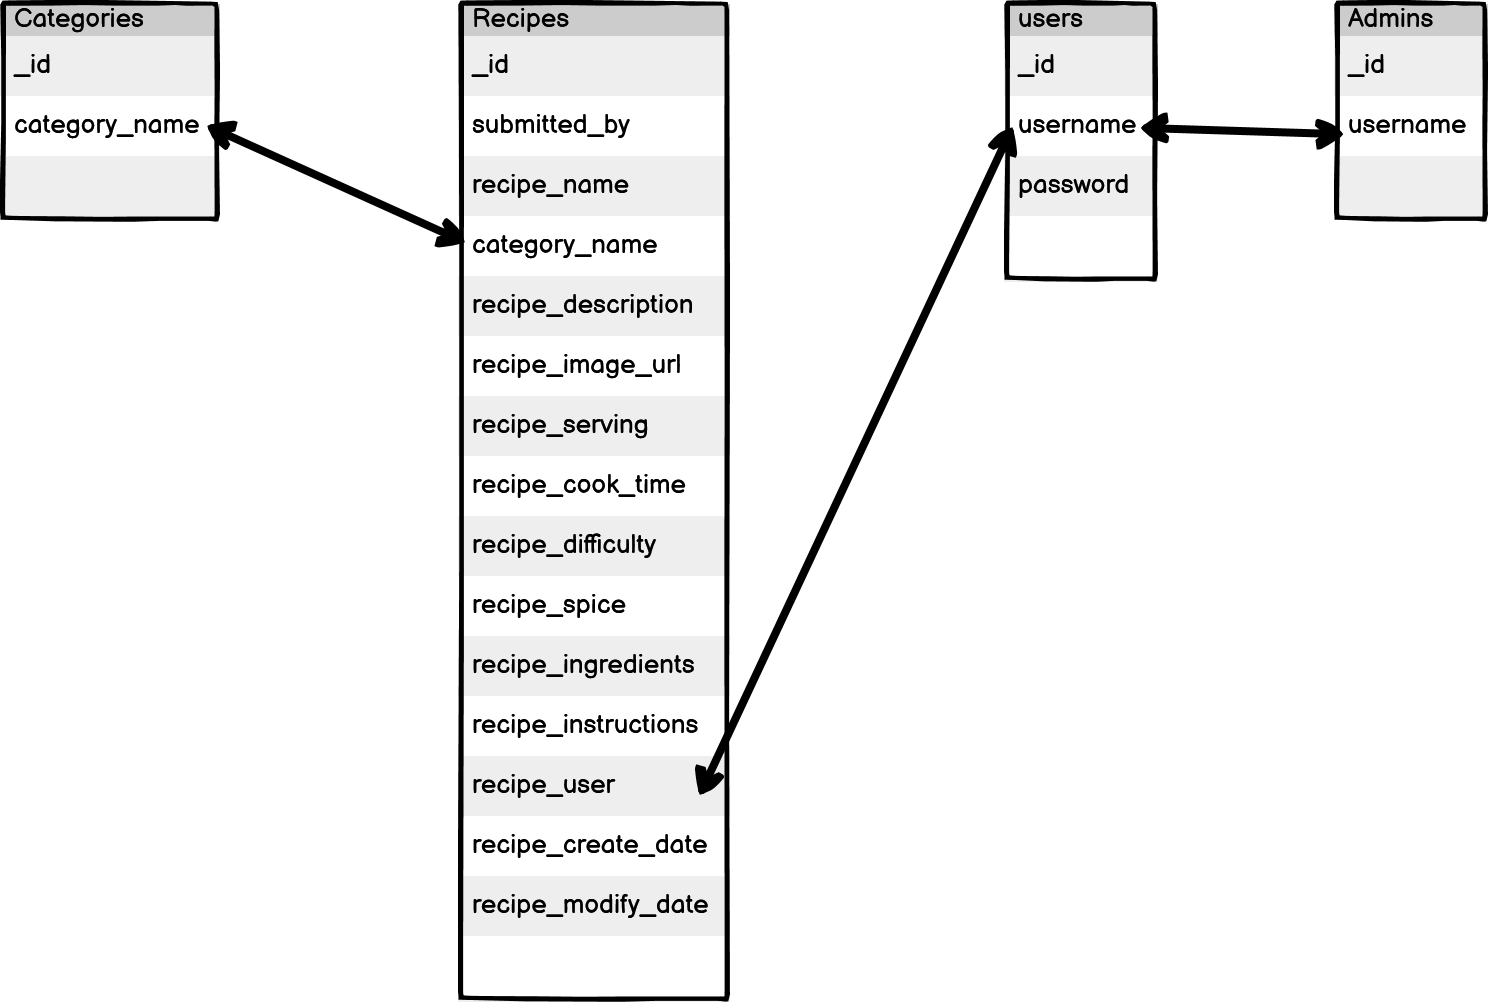 Categories
_id
category_name
Recipes
_id
submitted_by
recipe_name
category_name
recipe_description
recipe_image_url
recipe_serving
recipe_cook_time
recipe_difficulty
recipe_spice
recipe_ingredients
recipe_instructions
recipe_user
recipe_create_date
recipe_modify_date
users
_id
username
password
Admins
_id
username